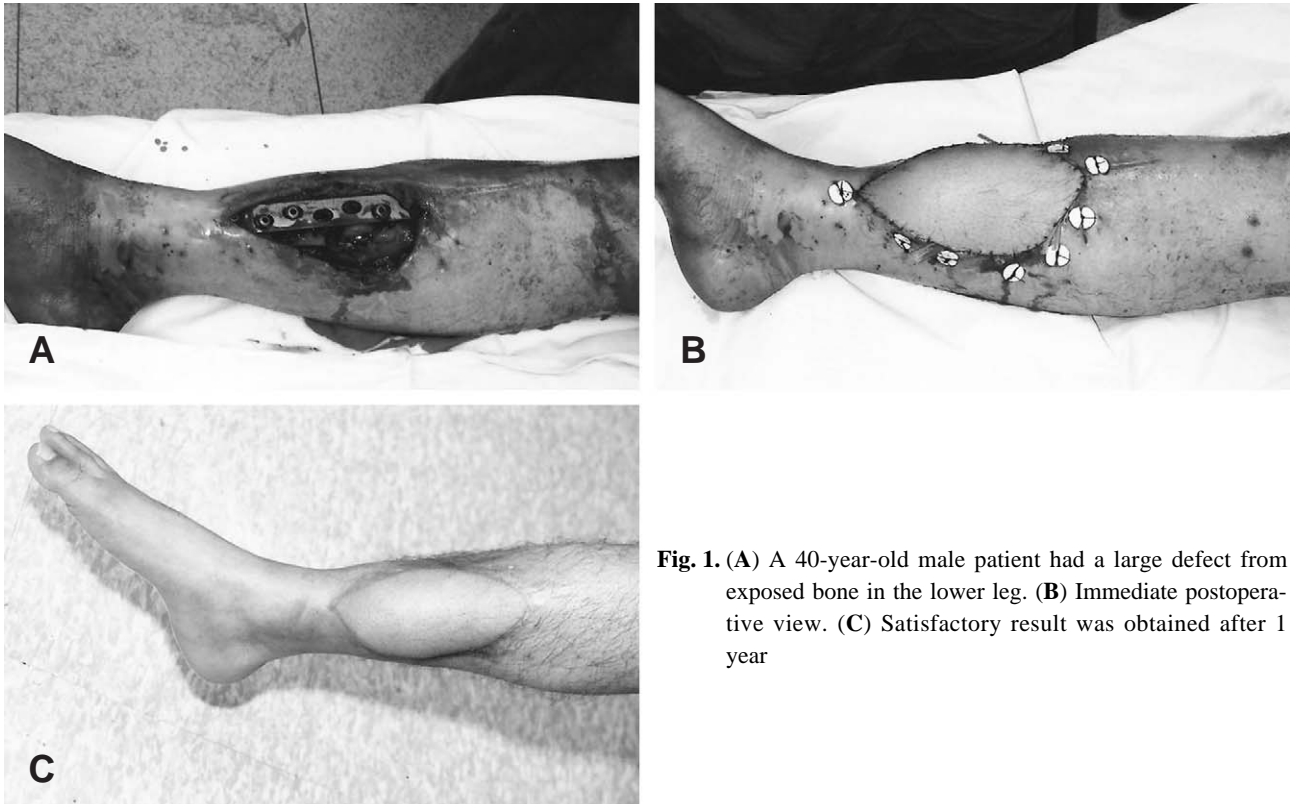 A
B
C
Fig. 1. (A) A 40-year-old male patient had a large defect from
exposed bone in the lower leg. (B) Immediate postopera-
tive view. (C) Satisfactory result was obtained after 1
year